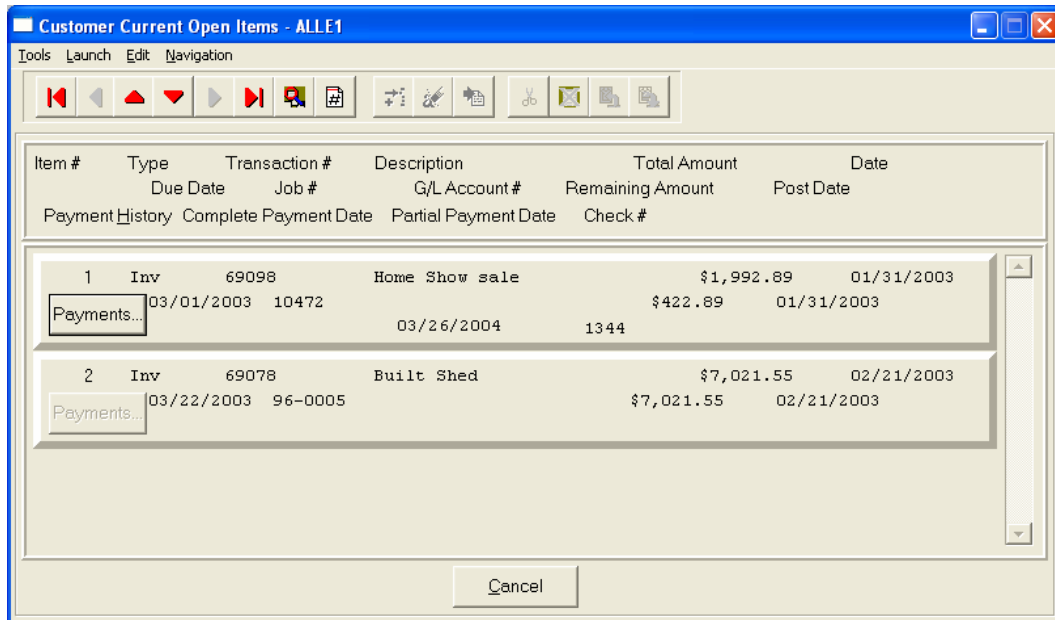 Customer Current Open Items - ALLE1
Tools Launch Edit Navigation
Item # Type Transaction # Description Total Amount Date
Due Date Job # G/L Account # Remaining Amount Post Date
Payment History Complete Payment Date Partial Payment Date Check #
1 Inv 69098 Home Show sale $1,992.89 01/31/2003
Payments... 03/01/2003 10472 $422.89 01/31/2003
03/26/2004 1344
2 Inv 69078 Built Shed $7,021.55 02/21/2003
Payments... 03/22/2003 96-0005 $7,021.55 02/21/2003
Cancel